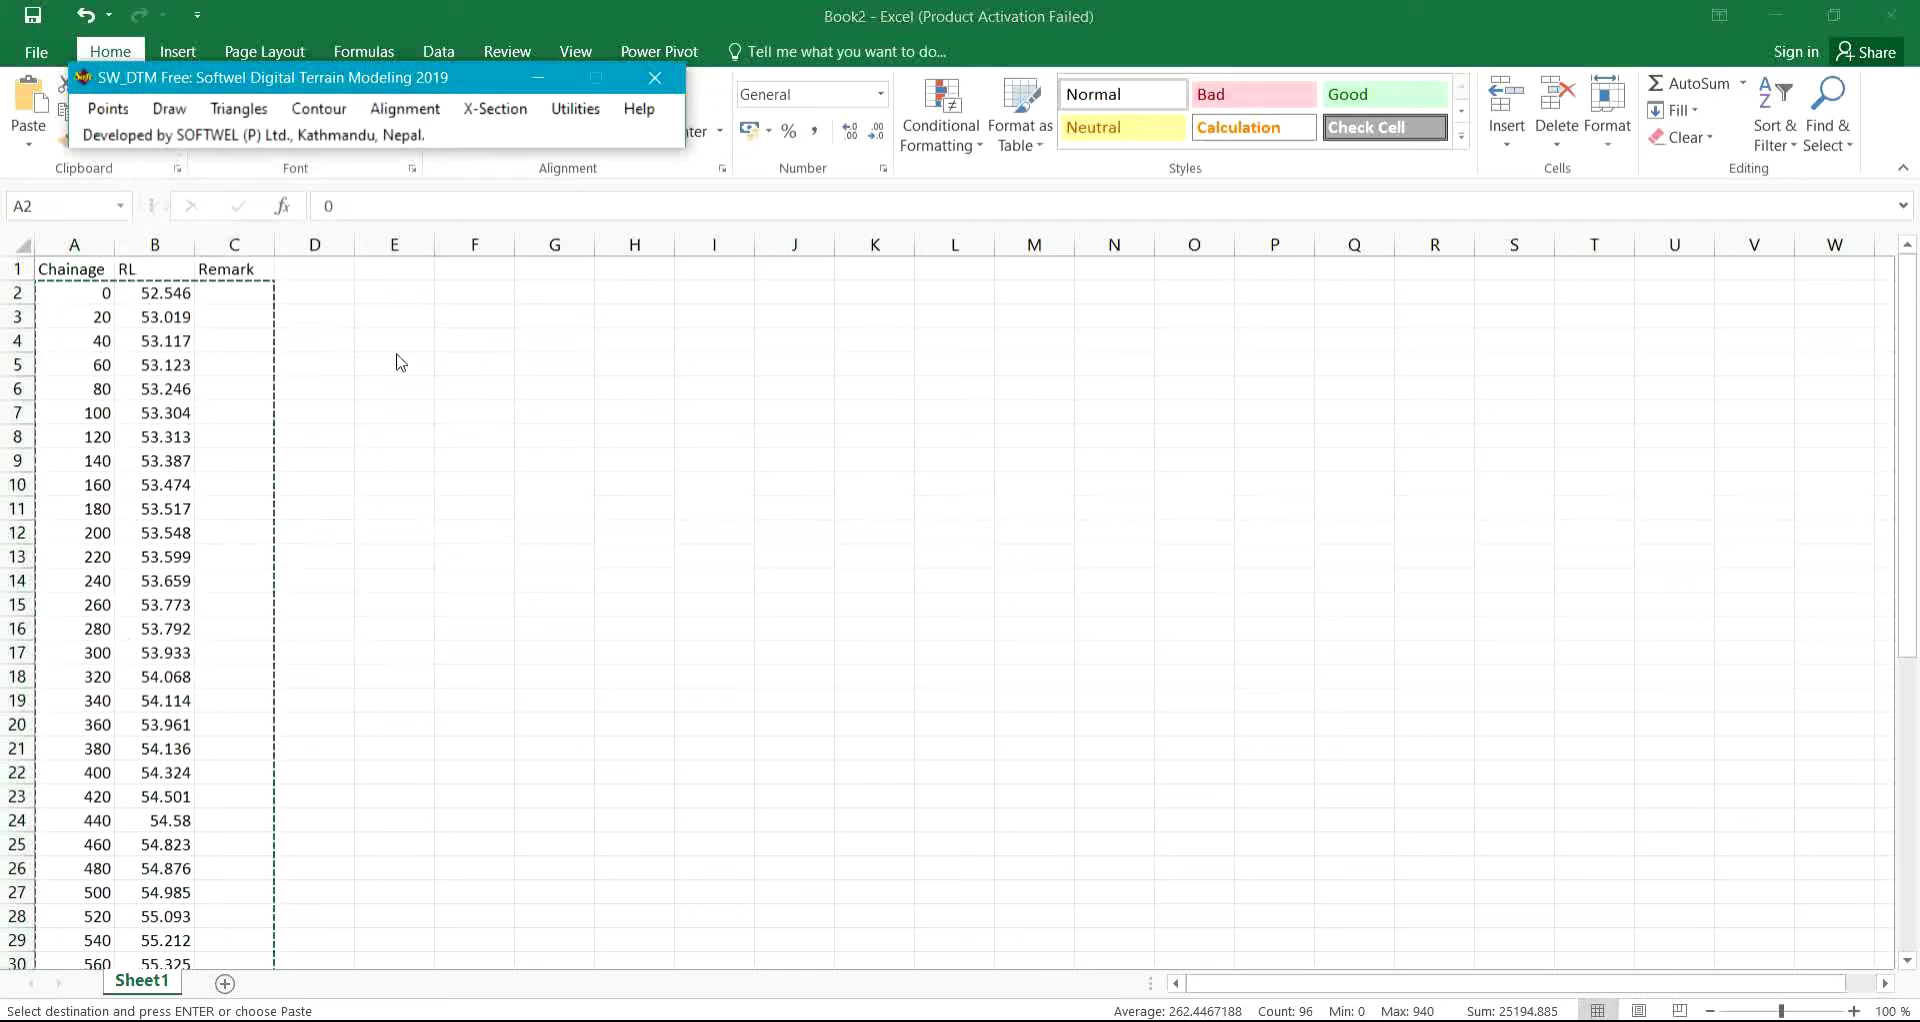 Book2 - Excel (Product Activation Failed)
File Home Insert Page Layout Formulas Data Review View Power Pivot Tell me what you want to do... Sign in Share
SW_DTM Free: Softwel Digital Terrain Modeling 2019
Points Draw Triangles Contour Alignment X-Section Utilities Help
Developed by SOFTWEL (P) Ltd., Kathmandu, Nepal.
Paste
nter
General
% ,
Conditional Formatting
Format as Table
Normal Bad Good
Neutral Calculation Check Cell
Insert Delete Format
AutoSum
Fill
Clear
Sort & Filter
Find & Select
Clipboard Font Alignment Number Styles Cells Editing
A2 fx 0
A B C D E F G H I J K L M N O P Q R S T U V W
1 Chainage RL Remark
2 0 52.546
3 20 53.019
4 40 53.117
5 60 53.123
6 80 53.246
7 100 53.304
8 120 53.313
9 140 53.387
10 160 53.474
11 180 53.517
12 200 53.548
13 220 53.599
14 240 53.659
15 260 53.773
16 280 53.792
17 300 53.933
18 320 54.068
19 340 54.114
20 360 53.961
21 380 54.136
22 400 54.324
23 420 54.501
24 440 54.58
25 460 54.823
26 480 54.876
27 500 54.985
28 520 55.093
29 540 55.212
30 560 55.325
Sheet1
Select destination and press ENTER or choose Paste Average: 262.4467188 Count: 96 Min: 0 Max: 940 Sum: 25194.885 100 %